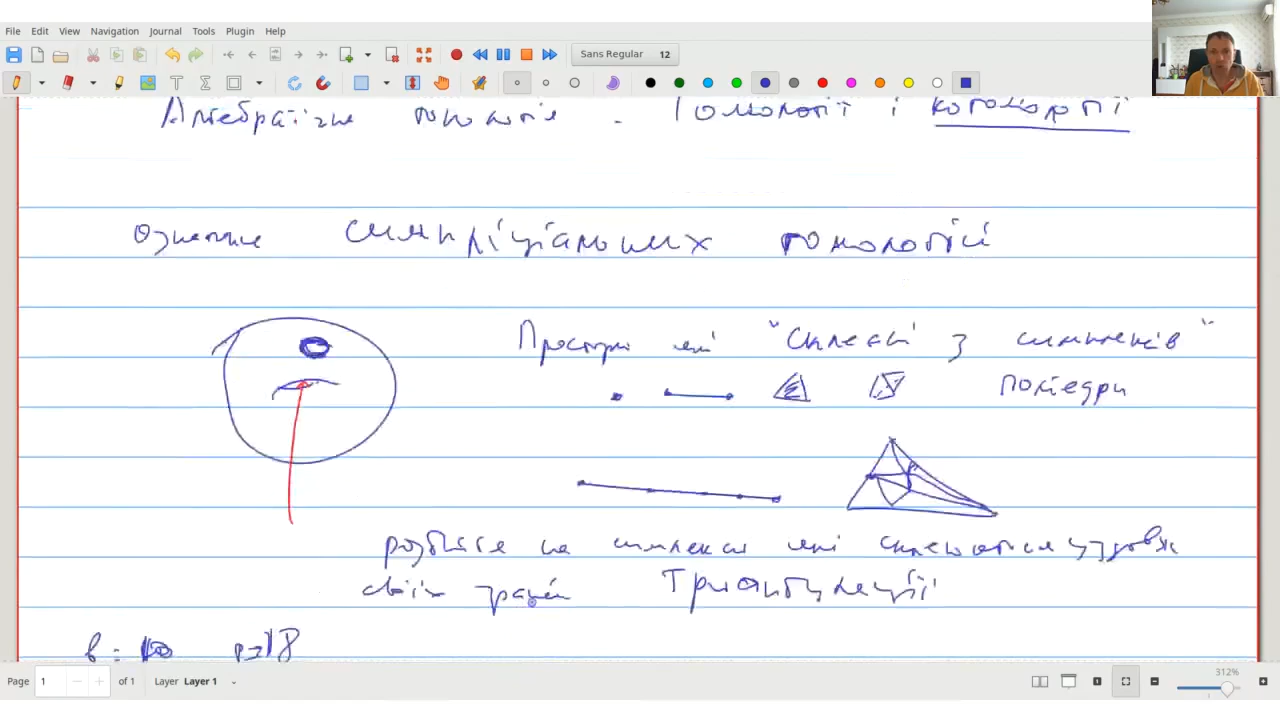 File Edit View Navigation Journal Tools Plugin Help
Sans Regular 12
Алгебраїчна топологія . Гомології і когомології
Означення симпліціальних гомологій
Простори які "склеєні з симплексів"
поліедри
розбиття на симплекси які склеюються уздовж
своїх граней Триангуляції
Page 1 of 1 Layer Layer 1 312%